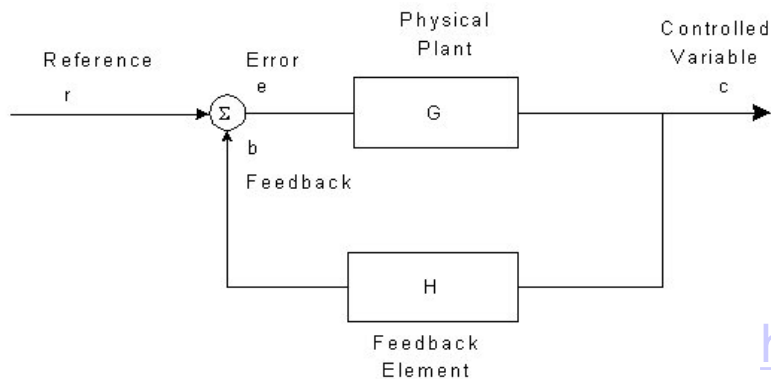 Physical
Plant
Controlled
Variable
c
Reference
r
Error
e
Σ
G
b
Feedback
H
Feedback
Element
h